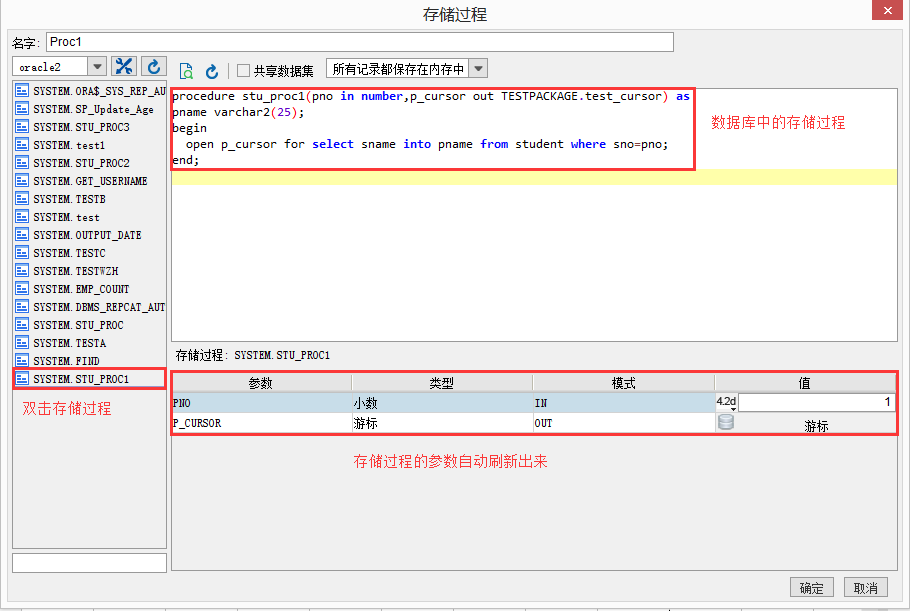 存储过程
名字: Proc1
oracle2
共享数据集 所有记录都保存在内存中
SYSTEM.ORA$_SYS_REP_AU
SYSTEM.SP_Update_Age
SYSTEM.STU_PROC3
SYSTEM.test1
SYSTEM.STU_PROC2
SYSTEM.GET_USERNAME
SYSTEM.TESTB
SYSTEM.test
SYSTEM.OUTPUT_DATE
SYSTEM.TESTC
SYSTEM.TESTWZH
SYSTEM.EMP_COUNT
SYSTEM.DBMS_REPCAT_AUT
SYSTEM.STU_PROC
SYSTEM.TESTA
SYSTEM.FIND
SYSTEM.STU_PROC1
双击存储过程
procedure stu_proc1(pno in number,p_cursor out TESTPACKAGE.test_cursor) as
pname varchar2(25);
begin
open p_cursor for select sname into pname from student where sno=pno;
end;
数据库中的存储过程
存储过程: SYSTEM.STU_PROC1
参数 类型 模式 值
PNO 小数 IN 4.2d 1
P_CURSOR 游标 OUT 游标
存储过程的参数自动刷新出来
确定 取消